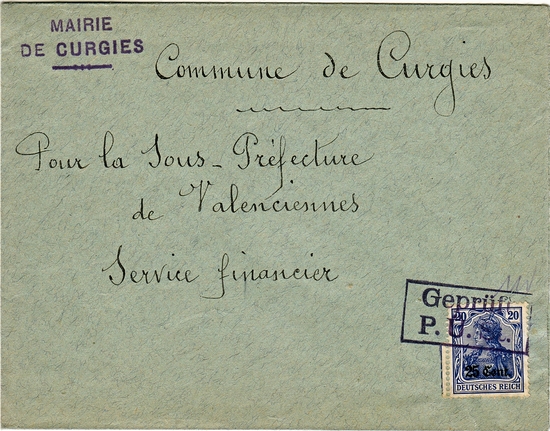 MAIRIE
DE CURGIES
Commune de Curgies
Pour la Sous-Préfecture
de Valenciennes
Service financier
Geprüft
P. U.
20 20
25 Cent.
DEUTSCHES REICH